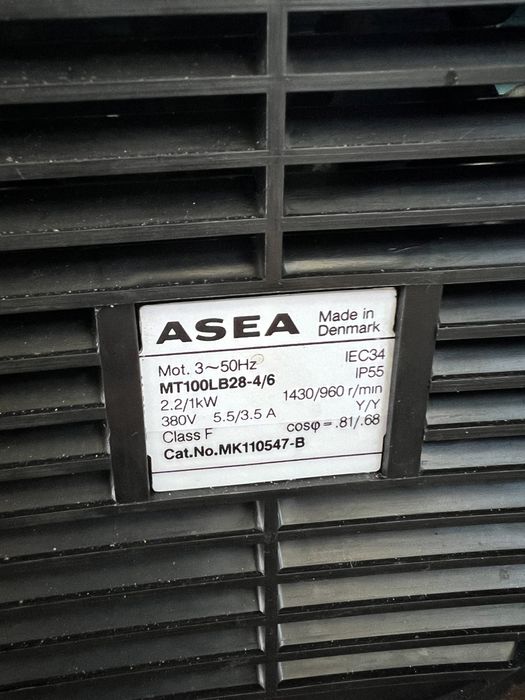 ASEA Made in
Denmark
Mot. 3~50Hz IEC34
MT100LB28-4/6 IP55
2.2/1kW 1430/960 r/min
380V 5.5/3.5 A Y/Y
Class F cosφ = .81/.68
Cat.No.MK110547-B